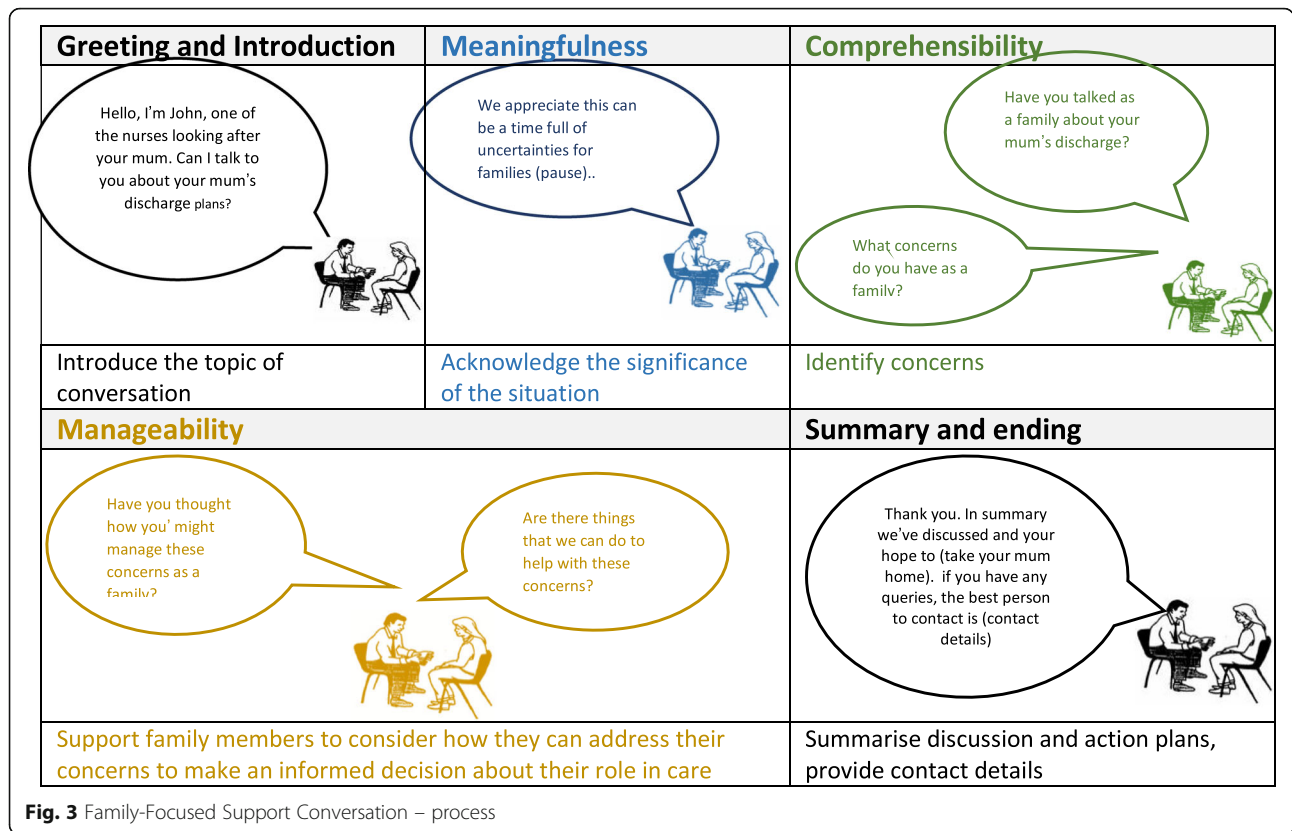 Greeting and Introduction
Hello, I'm John, one of
the nurses looking after
your mum. Can I talk to
you about your mum's
discharge plans?
Introduce the topic of
conversation
Meaningfulness
We appreciate this can
be a time full of
uncertainties for
families (pause)..
Acknowledge the significance
of the situation
Comprehensibility
Have you talked as
a family about your
mum's discharge?
What concerns
do you have as a
family?
Identify concerns
Manageability
Have you thought
how you' might
manage these
concerns as a
family?
Are there things
that we can do to
help with these
concerns?
Support family members to consider how they can address their
concerns to make an informed decision about their role in care
Summary and ending
Thank you. In summary
we've discussed and your
hope to (take your mum
home).  if you have any
queries, the best person
to contact is (contact
details)
Summarise discussion and action plans,
provide contact details
Fig. 3 Family-Focused Support Conversation – process